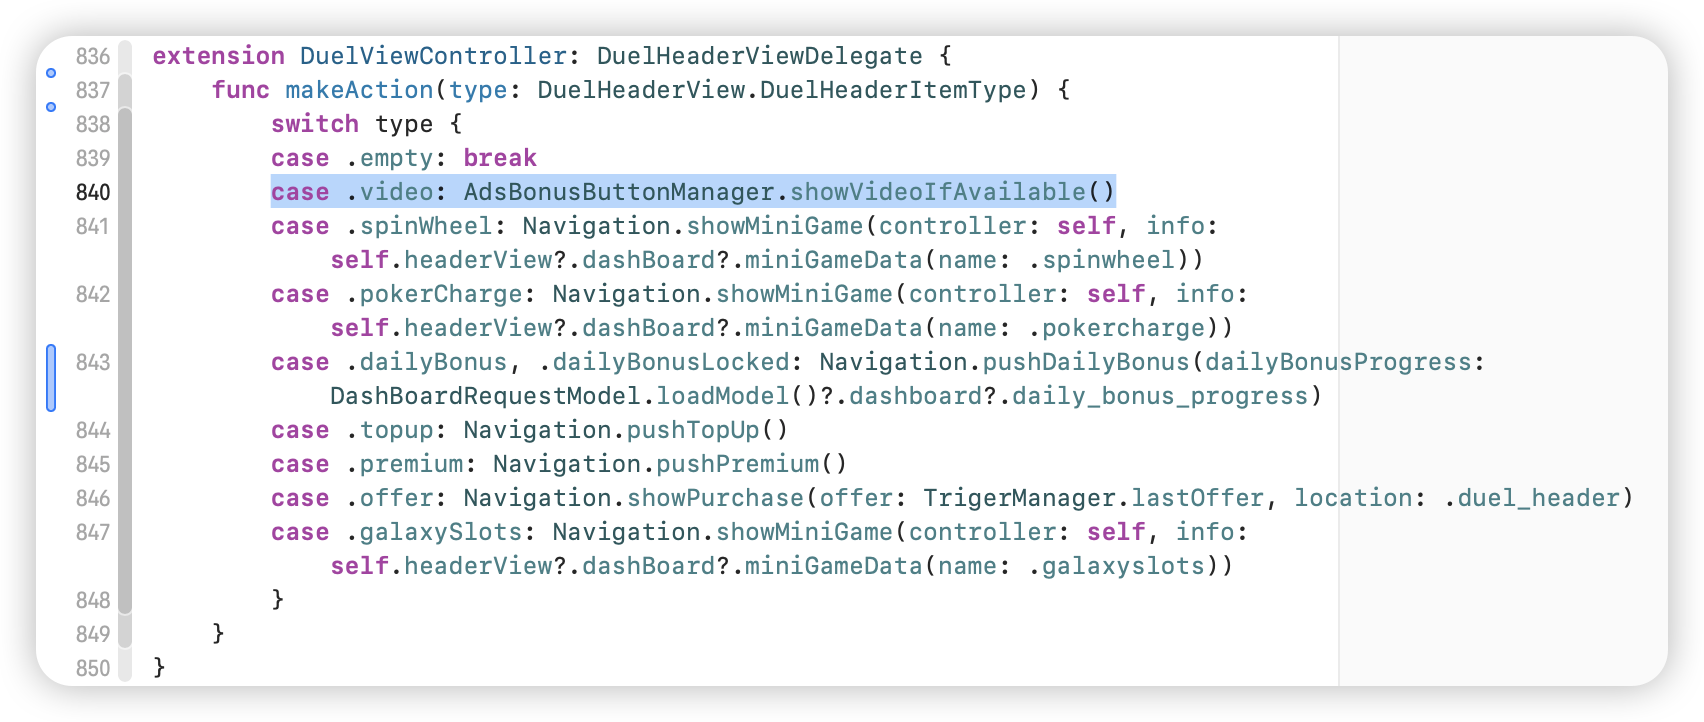 836 extension DuelViewController: DuelHeaderViewDelegate {
837 func makeAction(type: DuelHeaderView.DuelHeaderItemType) {
838 switch type {
839 case .empty: break
840 case .video: AdsBonusButtonManager.showVideoIfAvailable()
841 case .spinWheel: Navigation.showMiniGame(controller: self, info:
self.headerView?.dashBoard?.miniGameData(name: .spinwheel))
842 case .pokerCharge: Navigation.showMiniGame(controller: self, info:
self.headerView?.dashBoard?.miniGameData(name: .pokercharge))
843 case .dailyBonus, .dailyBonusLocked: Navigation.pushDailyBonus(dailyBonusProgress:
DashBoardRequestModel.loadModel()?.dashboard?.daily_bonus_progress)
844 case .topup: Navigation.pushTopUp()
845 case .premium: Navigation.pushPremium()
846 case .offer: Navigation.showPurchase(offer: TrigerManager.lastOffer, location: .duel_header)
847 case .galaxySlots: Navigation.showMiniGame(controller: self, info:
self.headerView?.dashBoard?.miniGameData(name: .galaxyslots))
848 }
849 }
850 }